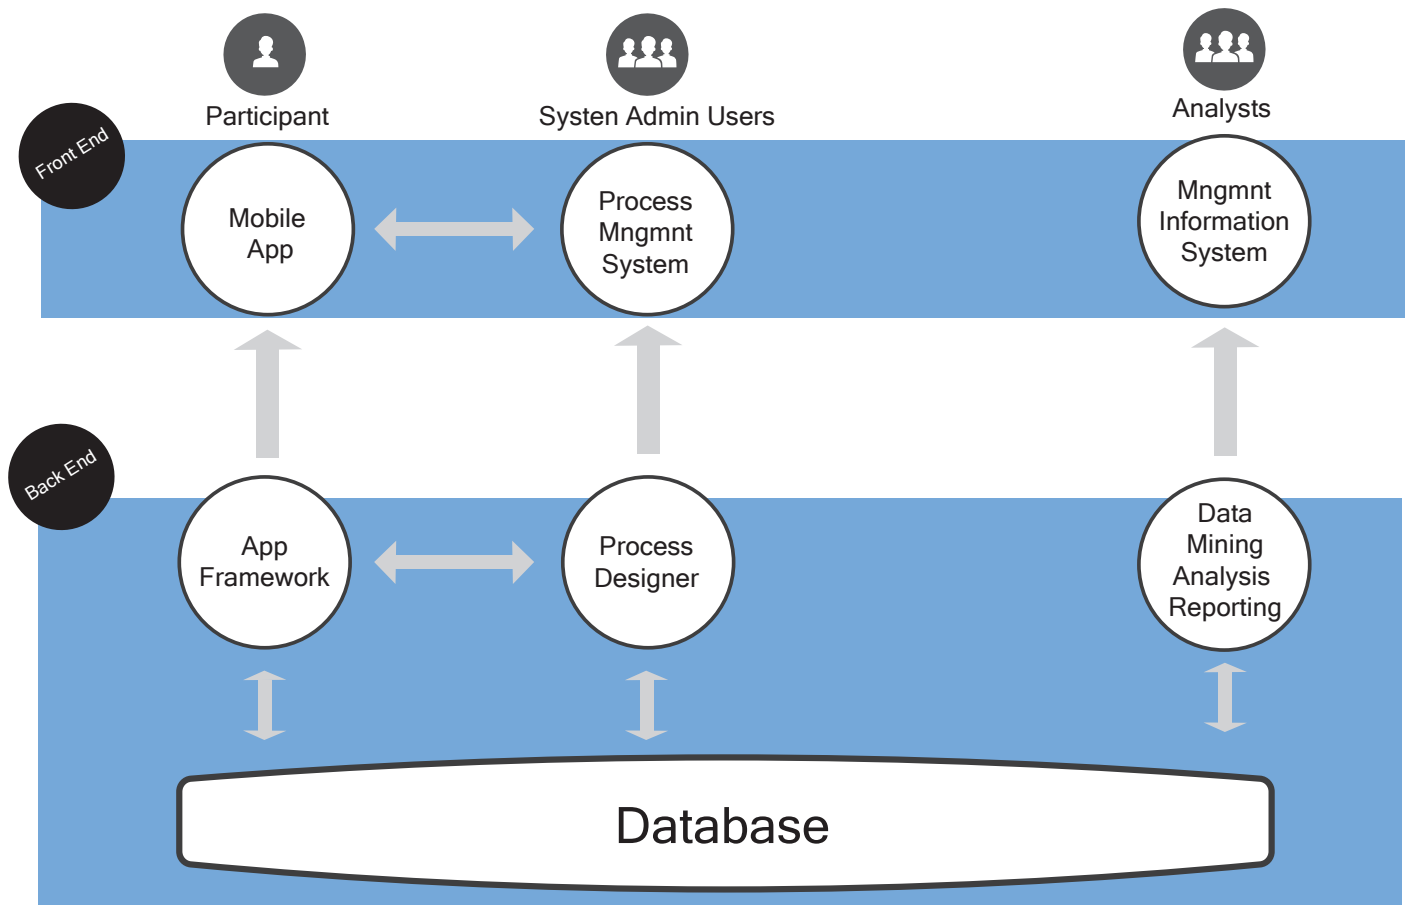 Participant
Systen Admin Users
Analysts
Front End
Mobile
App
Process
Mngmnt
System
Mngmnt
Information
System
Back End
App
Framework
Process
Designer
Data
Mining
Analysis
Reporting
Database